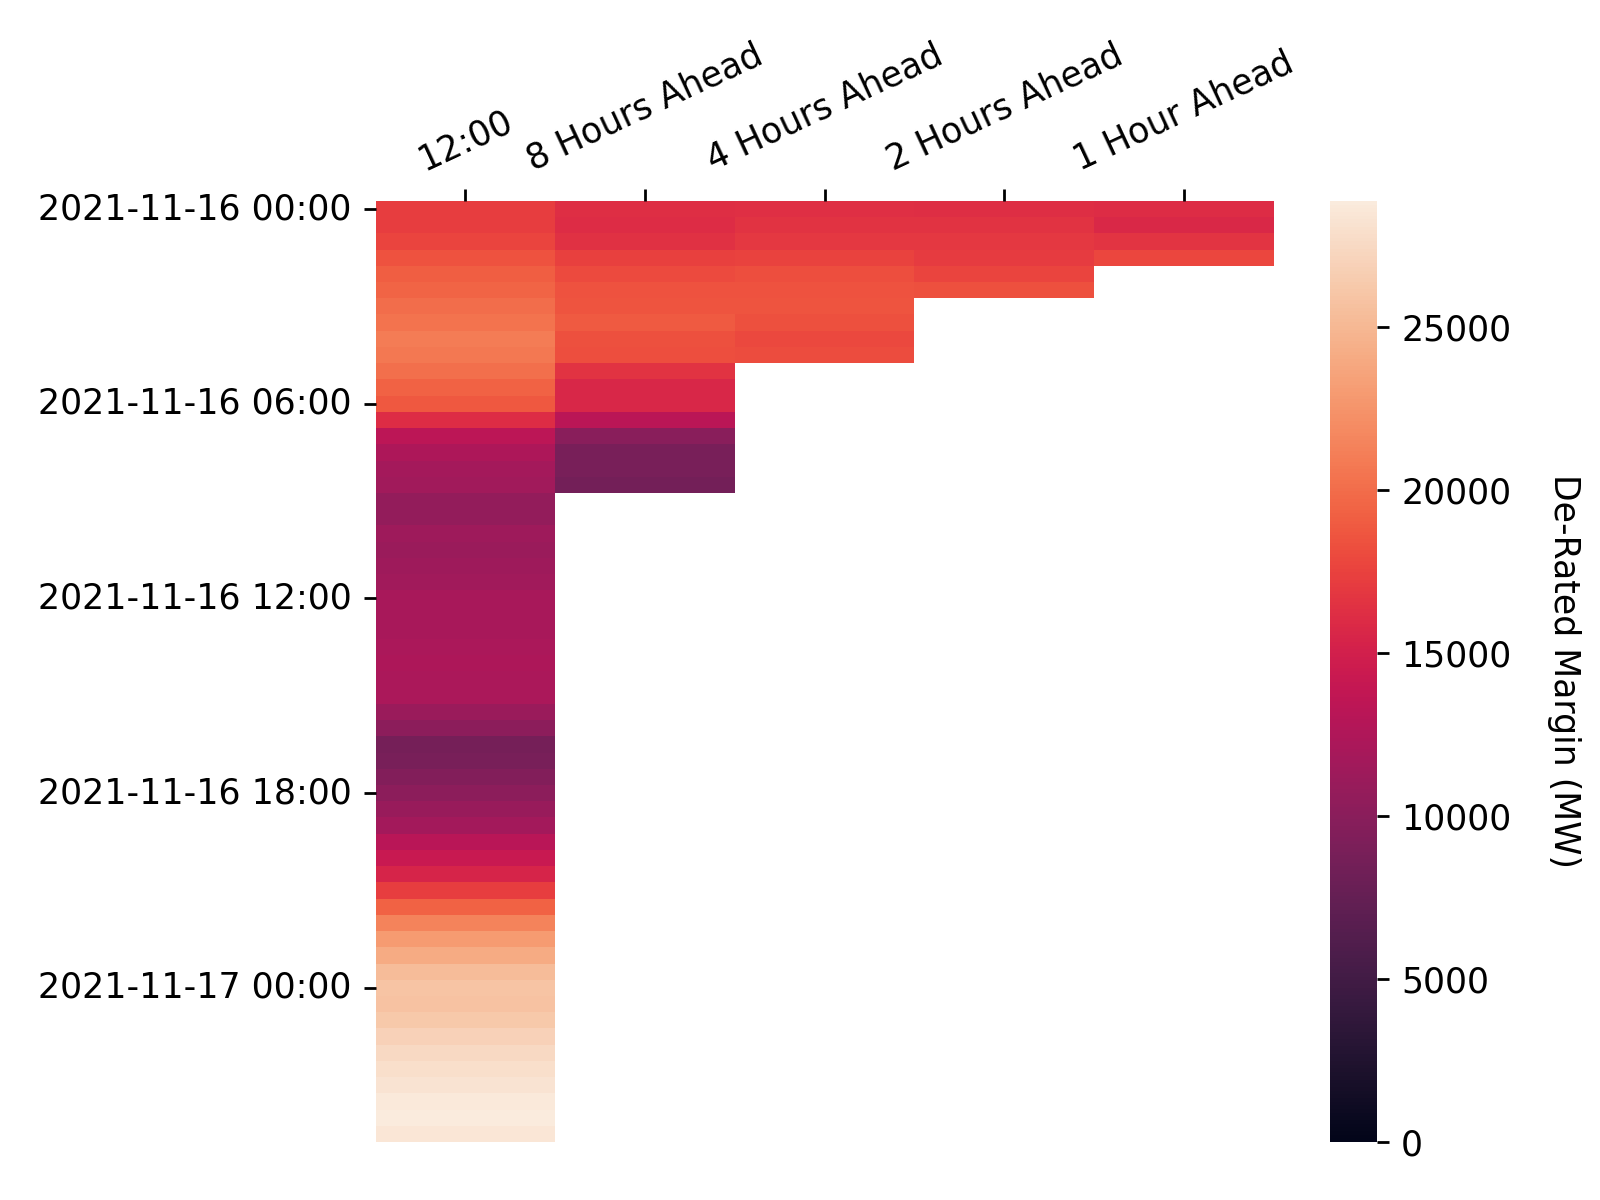 12:00
8 Hours Ahead
4 Hours Ahead
2 Hours Ahead
1 Hour Ahead
2021-11-16 00:00
2021-11-16 06:00
2021-11-16 12:00
2021-11-16 18:00
2021-11-17 00:00
25000
20000
15000
10000
5000
0
De-Rated Margin (MW)